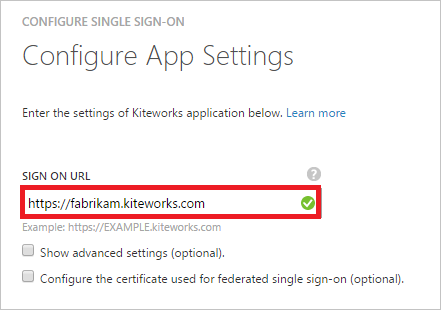 CONFIGURE SINGLE SIGN-ON
Configure App Settings
Enter the settings of Kiteworks application below. Learn more
SIGN ON URL
?
https://fabrikam.kiteworks.com
Example: https://EXAMPLE.kiteworks.com
Show advanced settings (optional).
Configure the certificate used for federated single sign-on (optional).